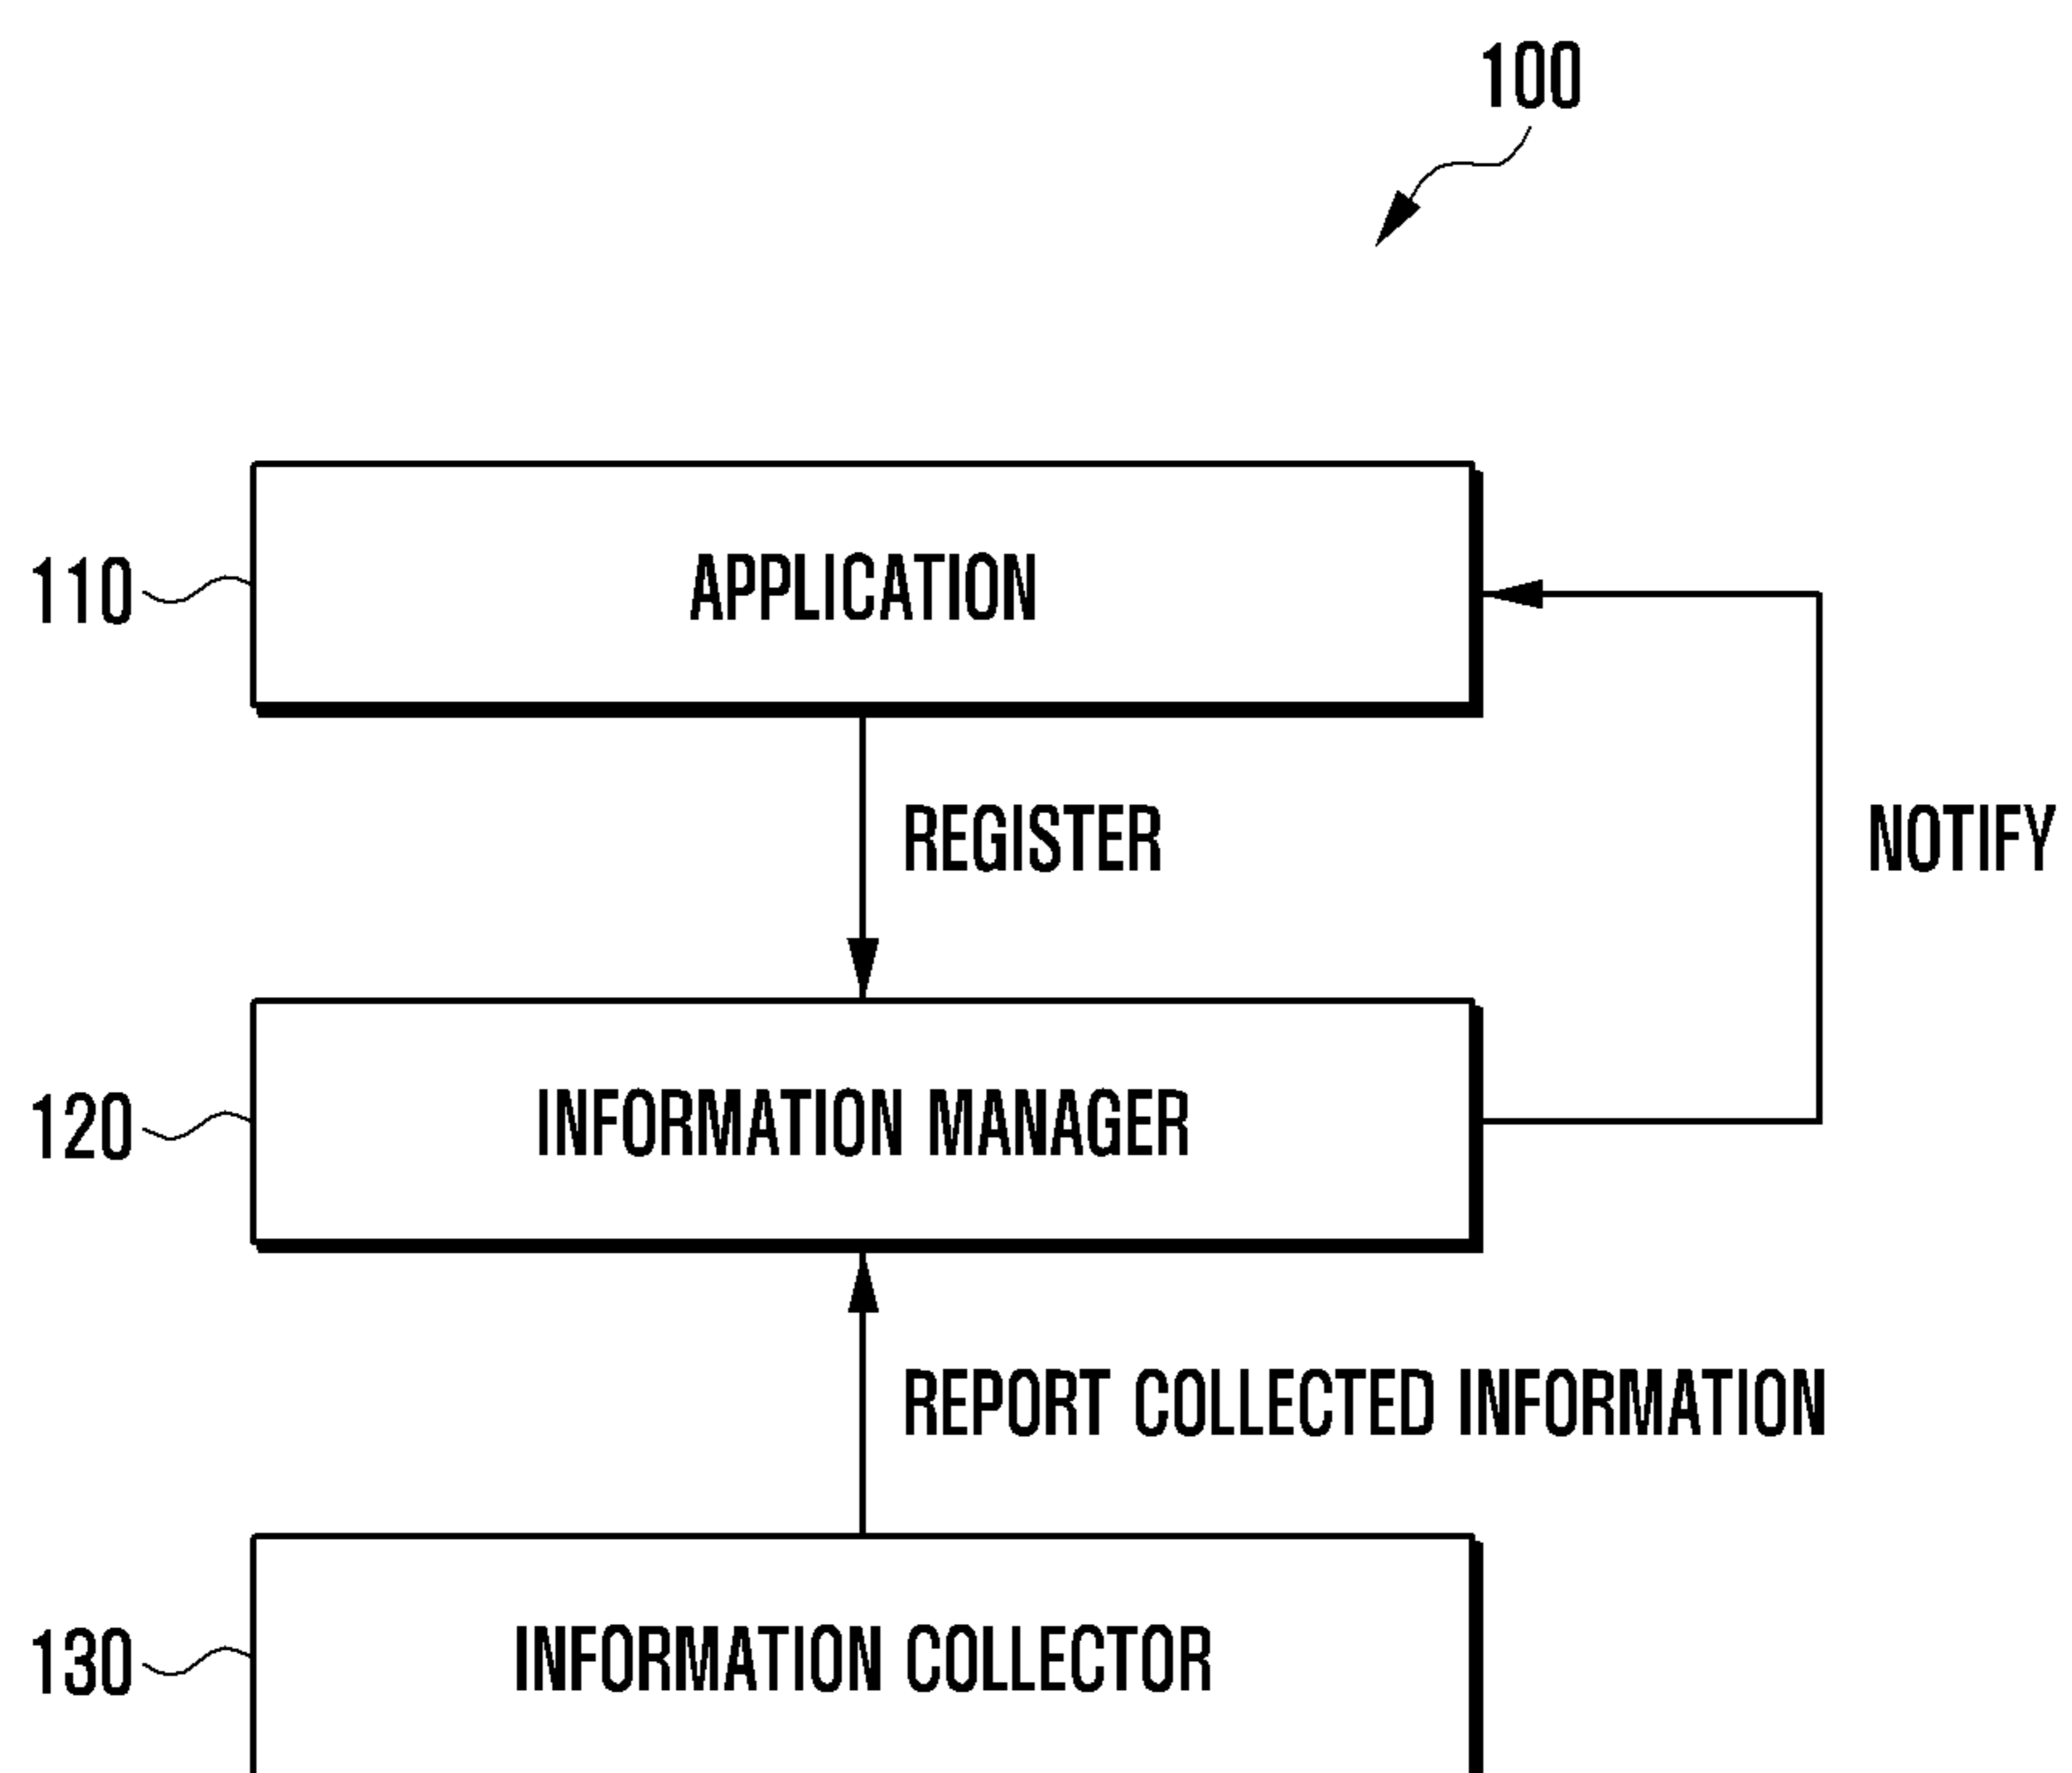 100
110
APPLICATION
REGISTER
NOTIFY
120
INFORMATION MANAGER
REPORT COLLECTED INFORMATION
130
INFORMATION COLLECTOR